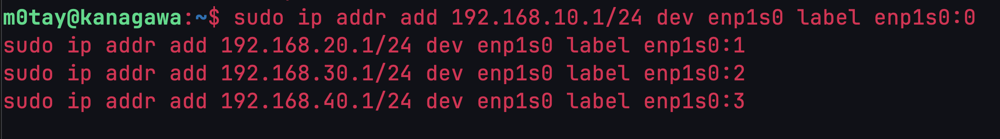 m0tay@kanagawa:~$ sudo ip addr add 192.168.10.1/24 dev enp1s0 label enp1s0:0
sudo ip addr add 192.168.20.1/24 dev enp1s0 label enp1s0:1
sudo ip addr add 192.168.30.1/24 dev enp1s0 label enp1s0:2
sudo ip addr add 192.168.40.1/24 dev enp1s0 label enp1s0:3